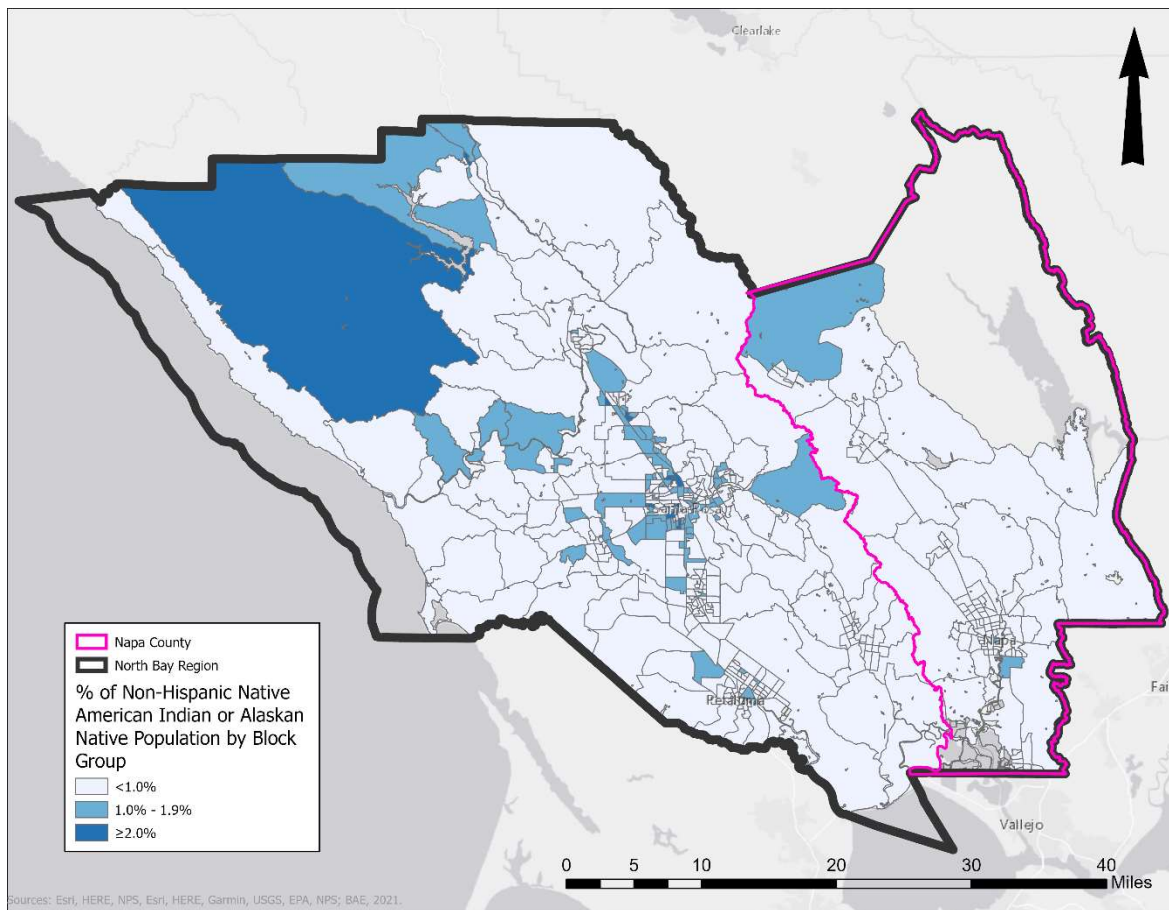 Clearlake
Santa Rosa
Napa
Petaluma
Fai
Vallejo
Napa County
North Bay Region
% of Non-Hispanic Native
American Indian or Alaskan
Native Population by Block
Group
<1.0%
1.0% - 1.9%
≥2.0%
0 5 10 20 30 40
Miles
Sources: Esri, HERE, NPS, Esri, HERE, Garmin, USGS, EPA, NPS; BAE, 2021.